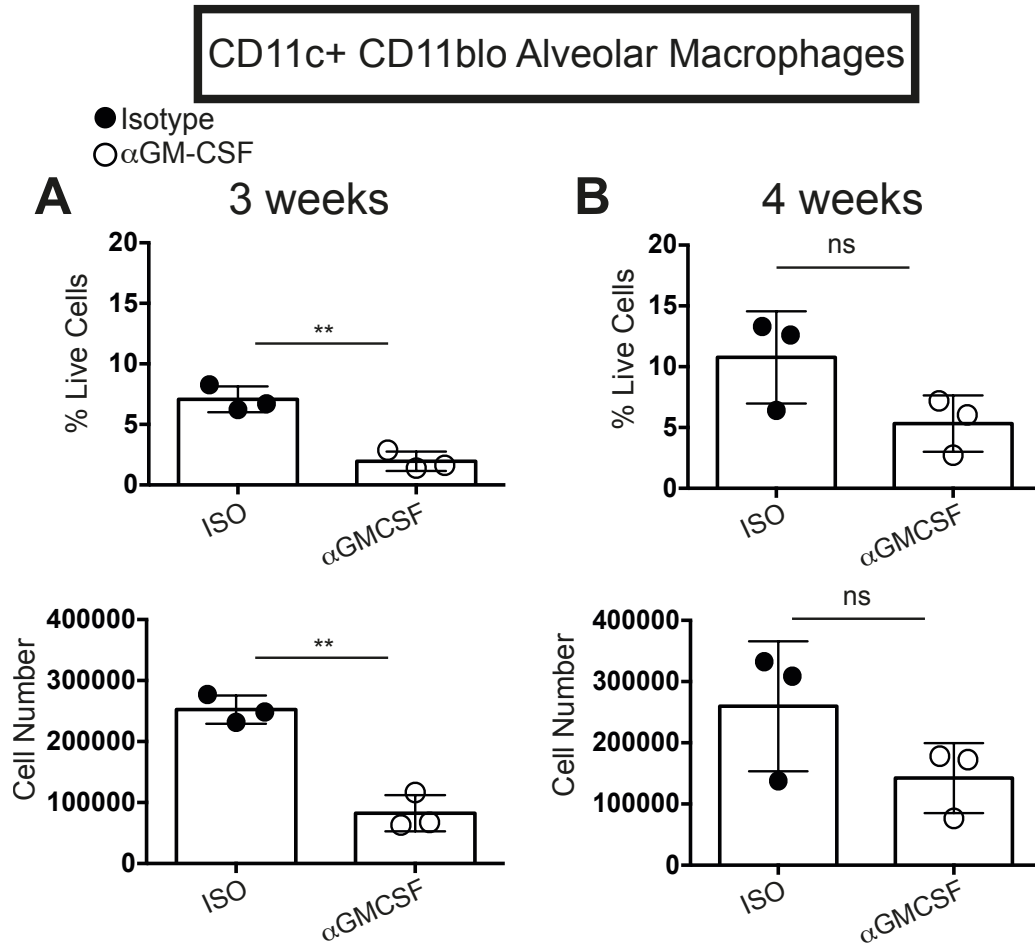 CD11c+ CD11blo Alveolar Macrophages
Isotype
αGM-CSF
A
3 weeks
20
15
10
5
0
% Live Cells
**
ISO
αGMCSF
400000
300000
200000
100000
0
Cell Number
**
ISO
αGMCSF
B
4 weeks
20
15
10
5
0
% Live Cells
ns
ISO
αGMCSF
400000
300000
200000
100000
0
Cell Number
ns
ISO
αGMCSF